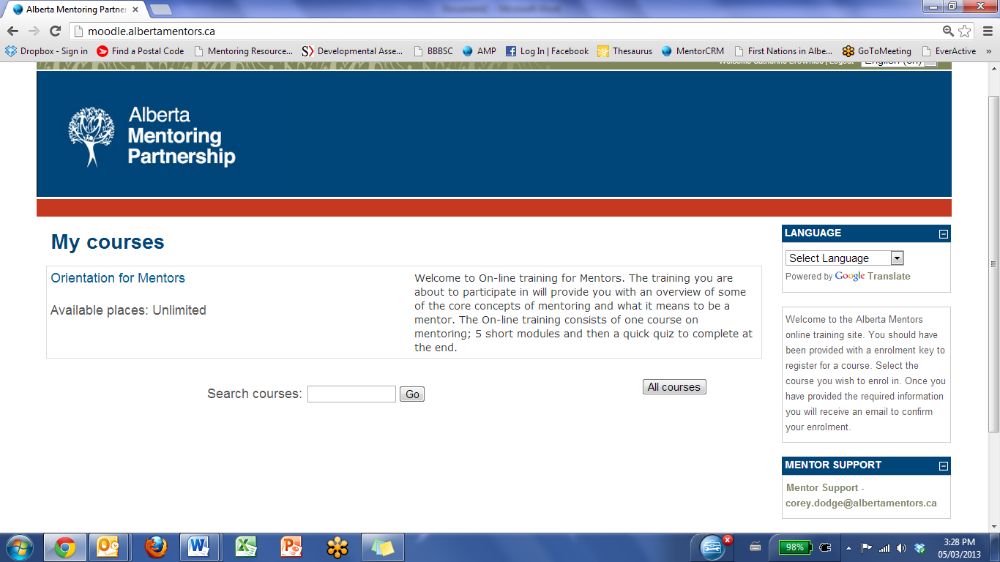 Alberta Mentoring Partner
moodle.albertamentors.ca
Dropbox - Sign in
Find a Postal Code
Mentoring Resource...
Developmental Asse...
BBBSC
AMP
Log In | Facebook
Thesaurus
MentorCRM
First Nations in Albe...
GoToMeeting
EverActive
»
English (en)
Alberta
Mentoring
Partnership
My courses
Orientation for Mentors
Available places: Unlimited
Welcome to On-line training for Mentors. The training you are
about to participate in will provide you with an overview of some
of the core concepts of mentoring and what it means to be a
mentor. The On-line training consists of one course on
mentoring; 5 short modules and then a quick quiz to complete at
the end.
Search courses:
Go
All courses
LANGUAGE
Select Language
Powered by Google Translate
Welcome to the Alberta Mentors
online training site. You should have
been provided with a enrolment key to
register for a course. Select the
course you wish to enrol in. Once you
have provided the required information
you will receive an email to confirm
your enrolment.
MENTOR SUPPORT
Mentor Support -
corey.dodge@albertamentors.ca
98%
3:28 PM
05/03/2013